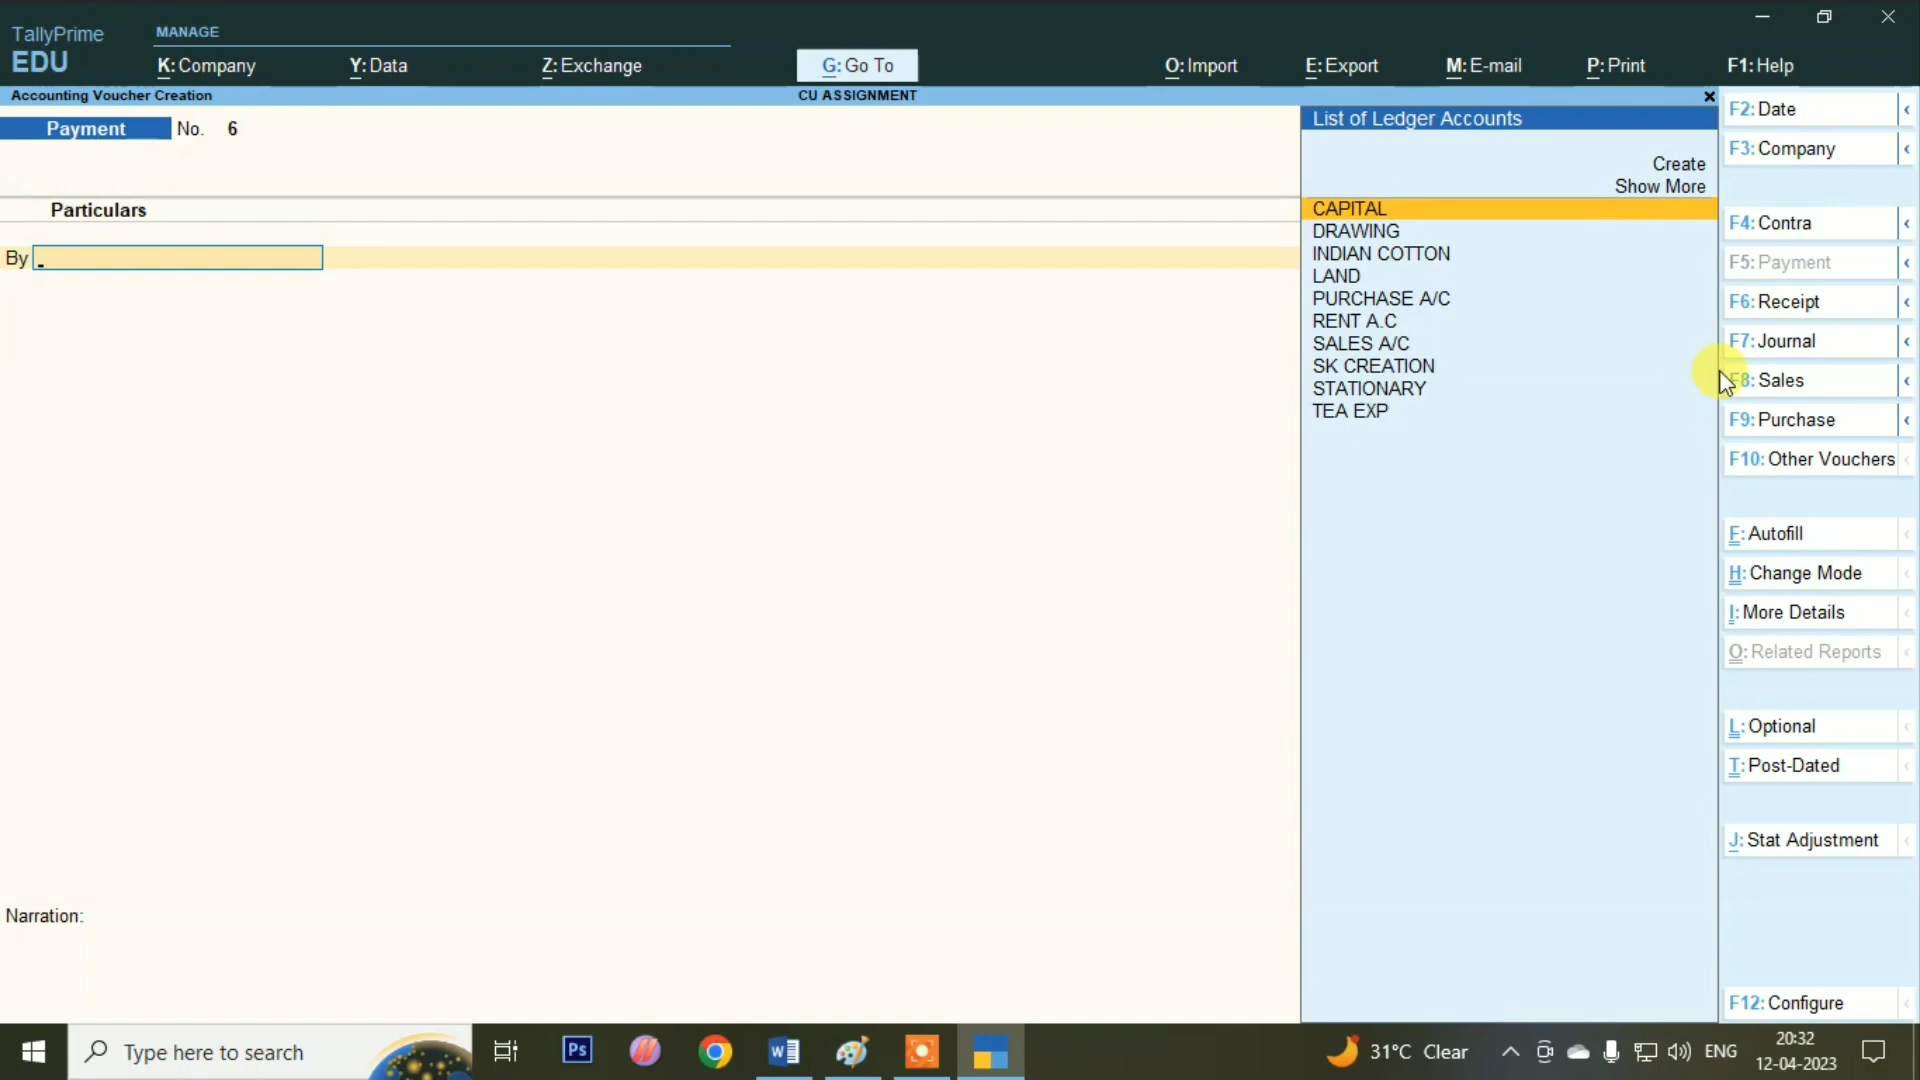 TallyPrime
EDU
MANAGE
K: Company
Y: Data
Z: Exchange
G: Go To
O: Import
E: Export
M: E-mail
P: Print
F1: Help
Accounting Voucher Creation
CU ASSIGNMENT
Payment No. 6
Particulars
By
Narration:
List of Ledger Accounts
Create
Show More
CAPITAL
DRAWING
INDIAN COTTON
LAND
PURCHASE A/C
RENT A.C
SALES A/C
SK CREATION
STATIONARY
TEA EXP
F2: Date
F3: Company
F4: Contra
F5: Payment
F6: Receipt
F7: Journal
F8: Sales
F9: Purchase
F10: Other Vouchers
F: Autofill
H: Change Mode
I: More Details
O: Related Reports
L: Optional
T: Post-Dated
J: Stat Adjustment
F12: Configure
Type here to search
Ps
W
31°C Clear
ENG
20:32
12-04-2023